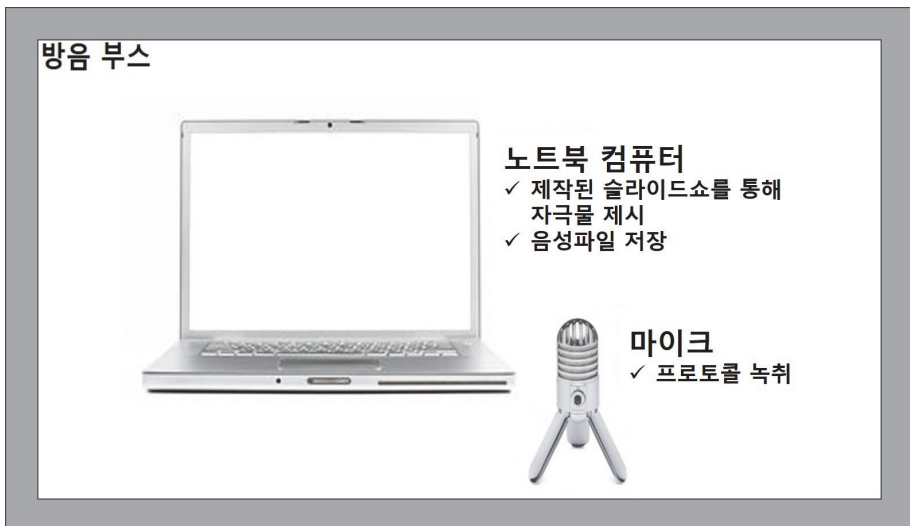 방음 부스
노트북 컴퓨터
✓ 제작된 슬라이드쇼를 통해
자극물 제시
✓ 음성파일 저장
마이크
✓ 프로토콜 녹취